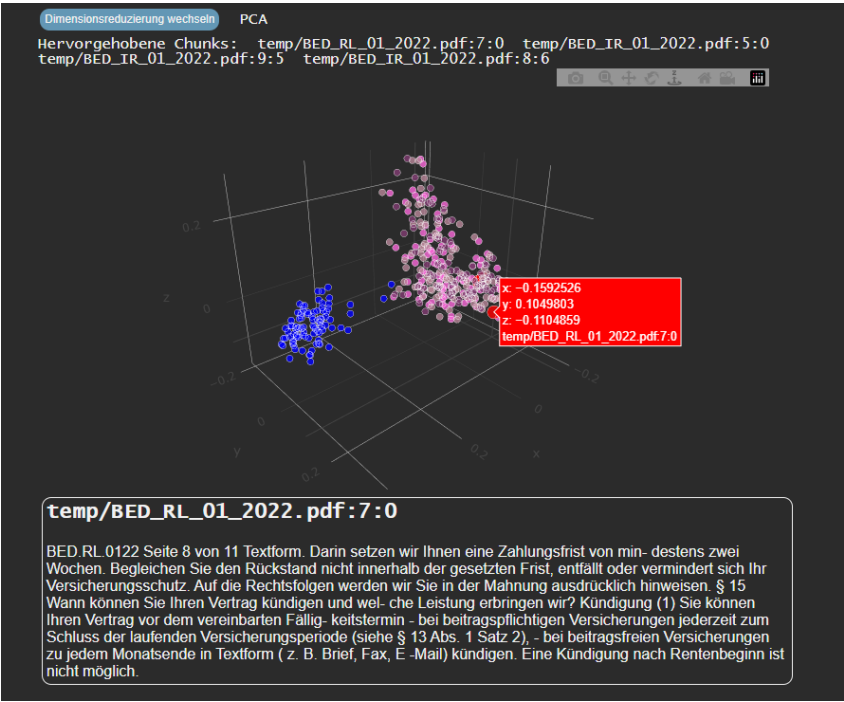 Dimensionsreduzierung wechseln PCA
Hervorgehobene Chunks: temp/BED_RL_01_2022.pdf:7:0 temp/BED_IR_01_2022.pdf:5:0
temp/BED_IR_01_2022.pdf:9:5 temp/BED_IR_01_2022.pdf:8:6
0.2
z
0
−0.2
x: −0.1592526
y: 0.1049803
z: −0.1104859
temp/BED_RL_01_2022.pdf:7:0
−0.2
0
0
y
0.2
x
0.2
temp/BED_RL_01_2022.pdf:7:0
BED.RL.0122 Seite 8 von 11 Textform. Darin setzen wir Ihnen eine Zahlungsfrist von min- destens zwei
Wochen. Begleichen Sie den Rückstand nicht innerhalb der gesetzten Frist, entfällt oder vermindert sich Ihr
Versicherungsschutz. Auf die Rechtsfolgen werden wir Sie in der Mahnung ausdrücklich hinweisen. § 15
Wann können Sie Ihren Vertrag kündigen und wel- che Leistung erbringen wir? Kündigung (1) Sie können
Ihren Vertrag vor dem vereinbarten Fällig- keitstermin - bei beitragspflichtigen Versicherungen jederzeit zum
Schluss der laufenden Versicherungsperiode (siehe § 13 Abs. 1 Satz 2), - bei beitragsfreien Versicherungen
zu jedem Monatsende in Textform ( z. B. Brief, Fax, E -Mail) kündigen. Eine Kündigung nach Rentenbeginn ist
nicht möglich.